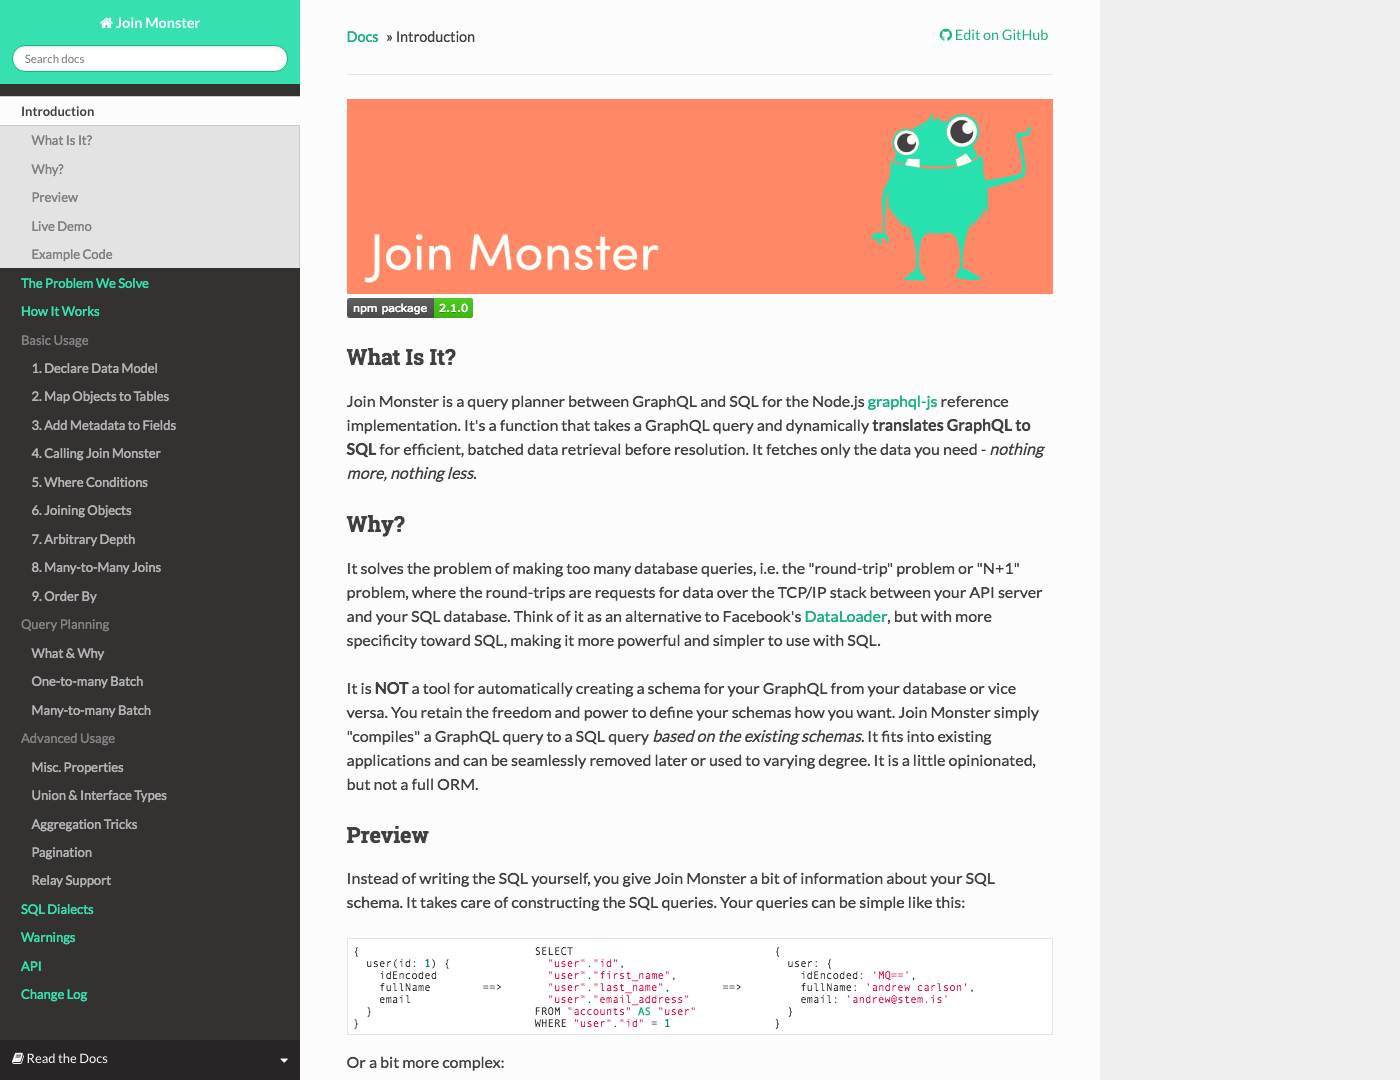 Join Monster
Search docs
Introduction
What Is It?
Why?
Preview
Live Demo
Example Code
The Problem We Solve
How It Works
Basic Usage
1. Declare Data Model
2. Map Objects to Tables
3. Add Metadata to Fields
4. Calling Join Monster
5. Where Conditions
6. Joining Objects
7. Arbitrary Depth
8. Many-to-Many Joins
9. Order By
Query Planning
What & Why
One-to-many Batch
Many-to-many Batch
Advanced Usage
Misc. Properties
Union & Interface Types
Aggregation Tricks
Pagination
Relay Support
SQL Dialects
Warnings
API
Change Log
Read the Docs
Docs » Introduction
Edit on GitHub
Join Monster
npm package 2.1.0
What Is It?
Join Monster is a query planner between GraphQL and SQL for the Node.js graphql-js reference
implementation. It's a function that takes a GraphQL query and dynamically translates GraphQL to
SQL for efficient, batched data retrieval before resolution. It fetches only the data you need - nothing
more, nothing less.
Why?
It solves the problem of making too many database queries, i.e. the "round-trip" problem or "N+1"
problem, where the round-trips are requests for data over the TCP/IP stack between your API server
and your SQL database. Think of it as an alternative to Facebook's DataLoader, but with more
specificity toward SQL, making it more powerful and simpler to use with SQL.
It is NOT a tool for automatically creating a schema for your GraphQL from your database or vice
versa. You retain the freedom and power to define your schemas how you want. Join Monster simply
"compiles" a GraphQL query to a SQL query based on the existing schemas. It fits into existing
applications and can be seamlessly removed later or used to varying degree. It is a little opinionated,
but not a full ORM.
Preview
Instead of writing the SQL yourself, you give Join Monster a bit of information about your SQL
schema. It takes care of constructing the SQL queries. Your queries can be simple like this:
{ SELECT {
user(id: 1) { "user"."id", user: {
idEncoded "user"."first_name", idEncoded: 'MQ==',
fullName ==> "user"."last_name", ==> fullName: 'andrew carlson',
email "user"."email_address" email: 'andrew@stem.is'
} FROM "accounts" AS "user" }
} WHERE "user"."id" = 1 }
Or a bit more complex: